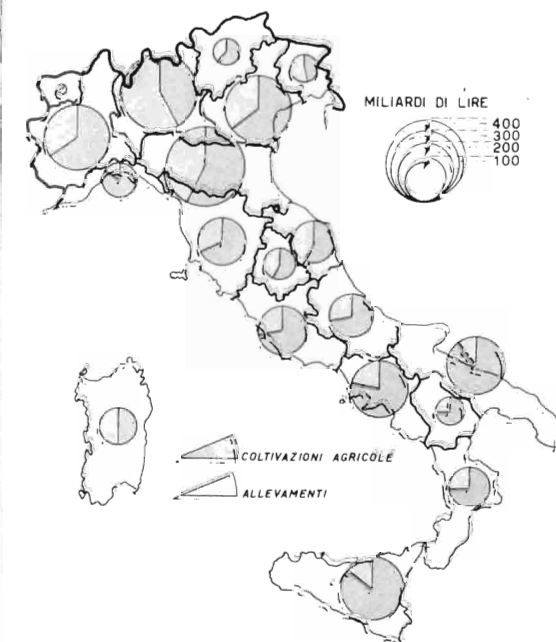 MILIARDI DI LIRE
400
300
200
100
COLTIVAZIONI AGRICOLE
ALLEVAMENTI